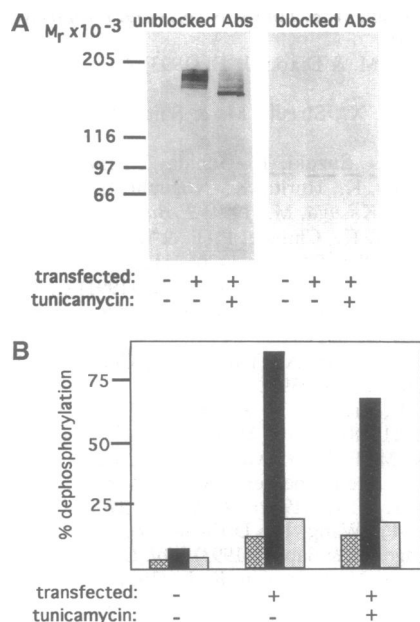 A
unblocked Abs blocked Abs
Mr x10-3
205
116
97
66
transfected: - + + - + +
tunicamycin: - - + - - +
B
% dephosphorylation
75
50
25
transfected: - + +
tunicamycin: - - +